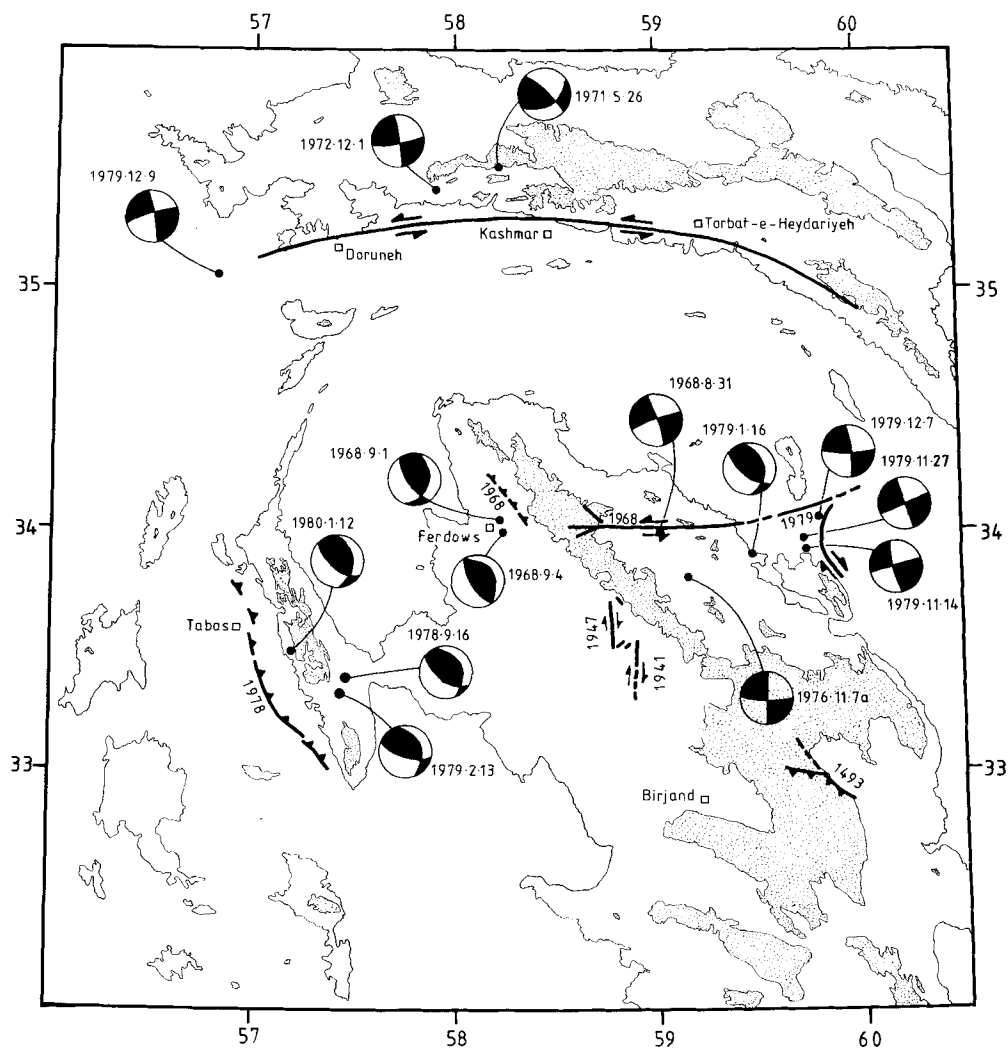 57 58 59 60
1971·5·26
1972·12·1
1979·12·9
Torbat-e-Heydariyeh
Kashmar
Doruneh
35 35
1968·8·31
1979·1·16
1979·12·7
1968·9·1
1979·11·27
1968
1980·1·12
34 1968 1979 34
Ferdows
1968·9·4
1979·11·14
Tabas
1978·9·16
1947
1941
1976·11·7a
1978
1979·2·13
33 33
1493
Birjand
57 58 59 60